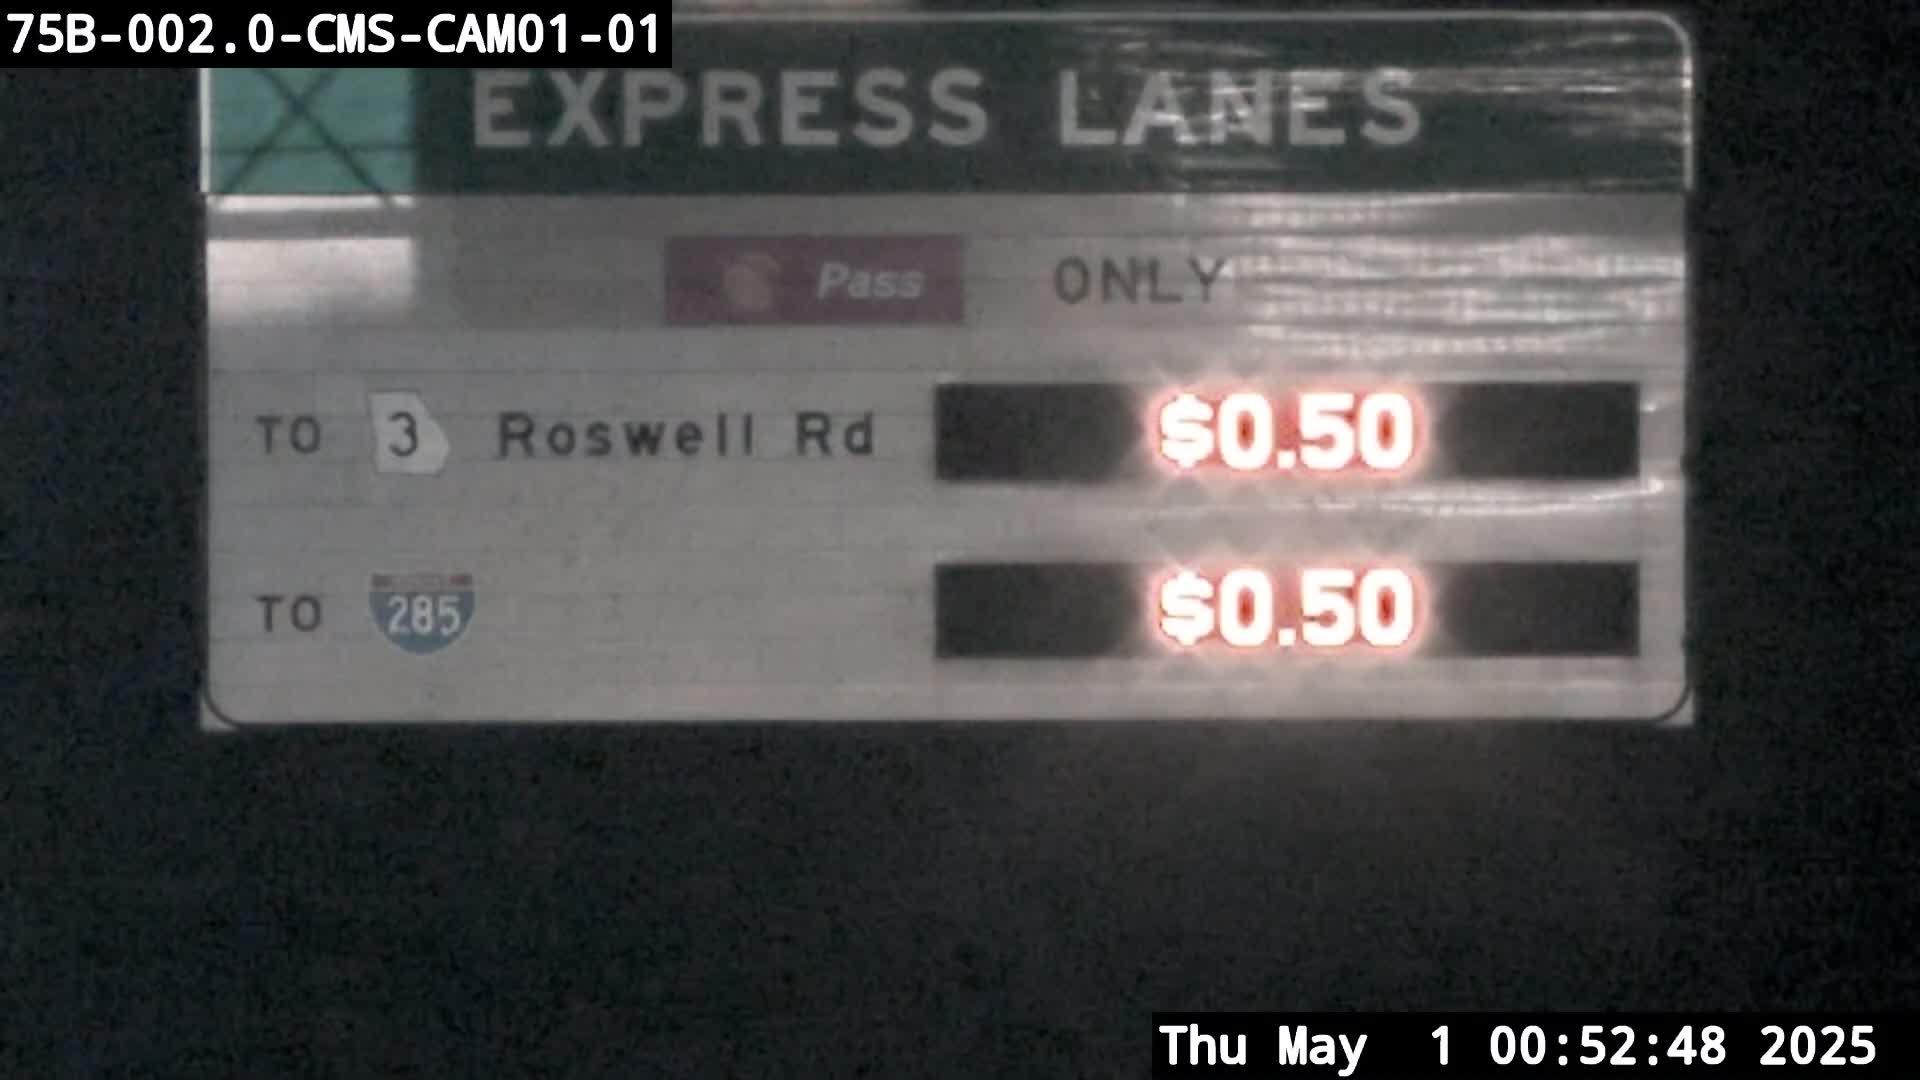 75B-002.0-CMS-CAM01-01
EXPRESS LANES
Pass ONLY
TO 3 Roswell Rd $0.50
TO 285 $0.50
Thu May 1 00:52:48 2025